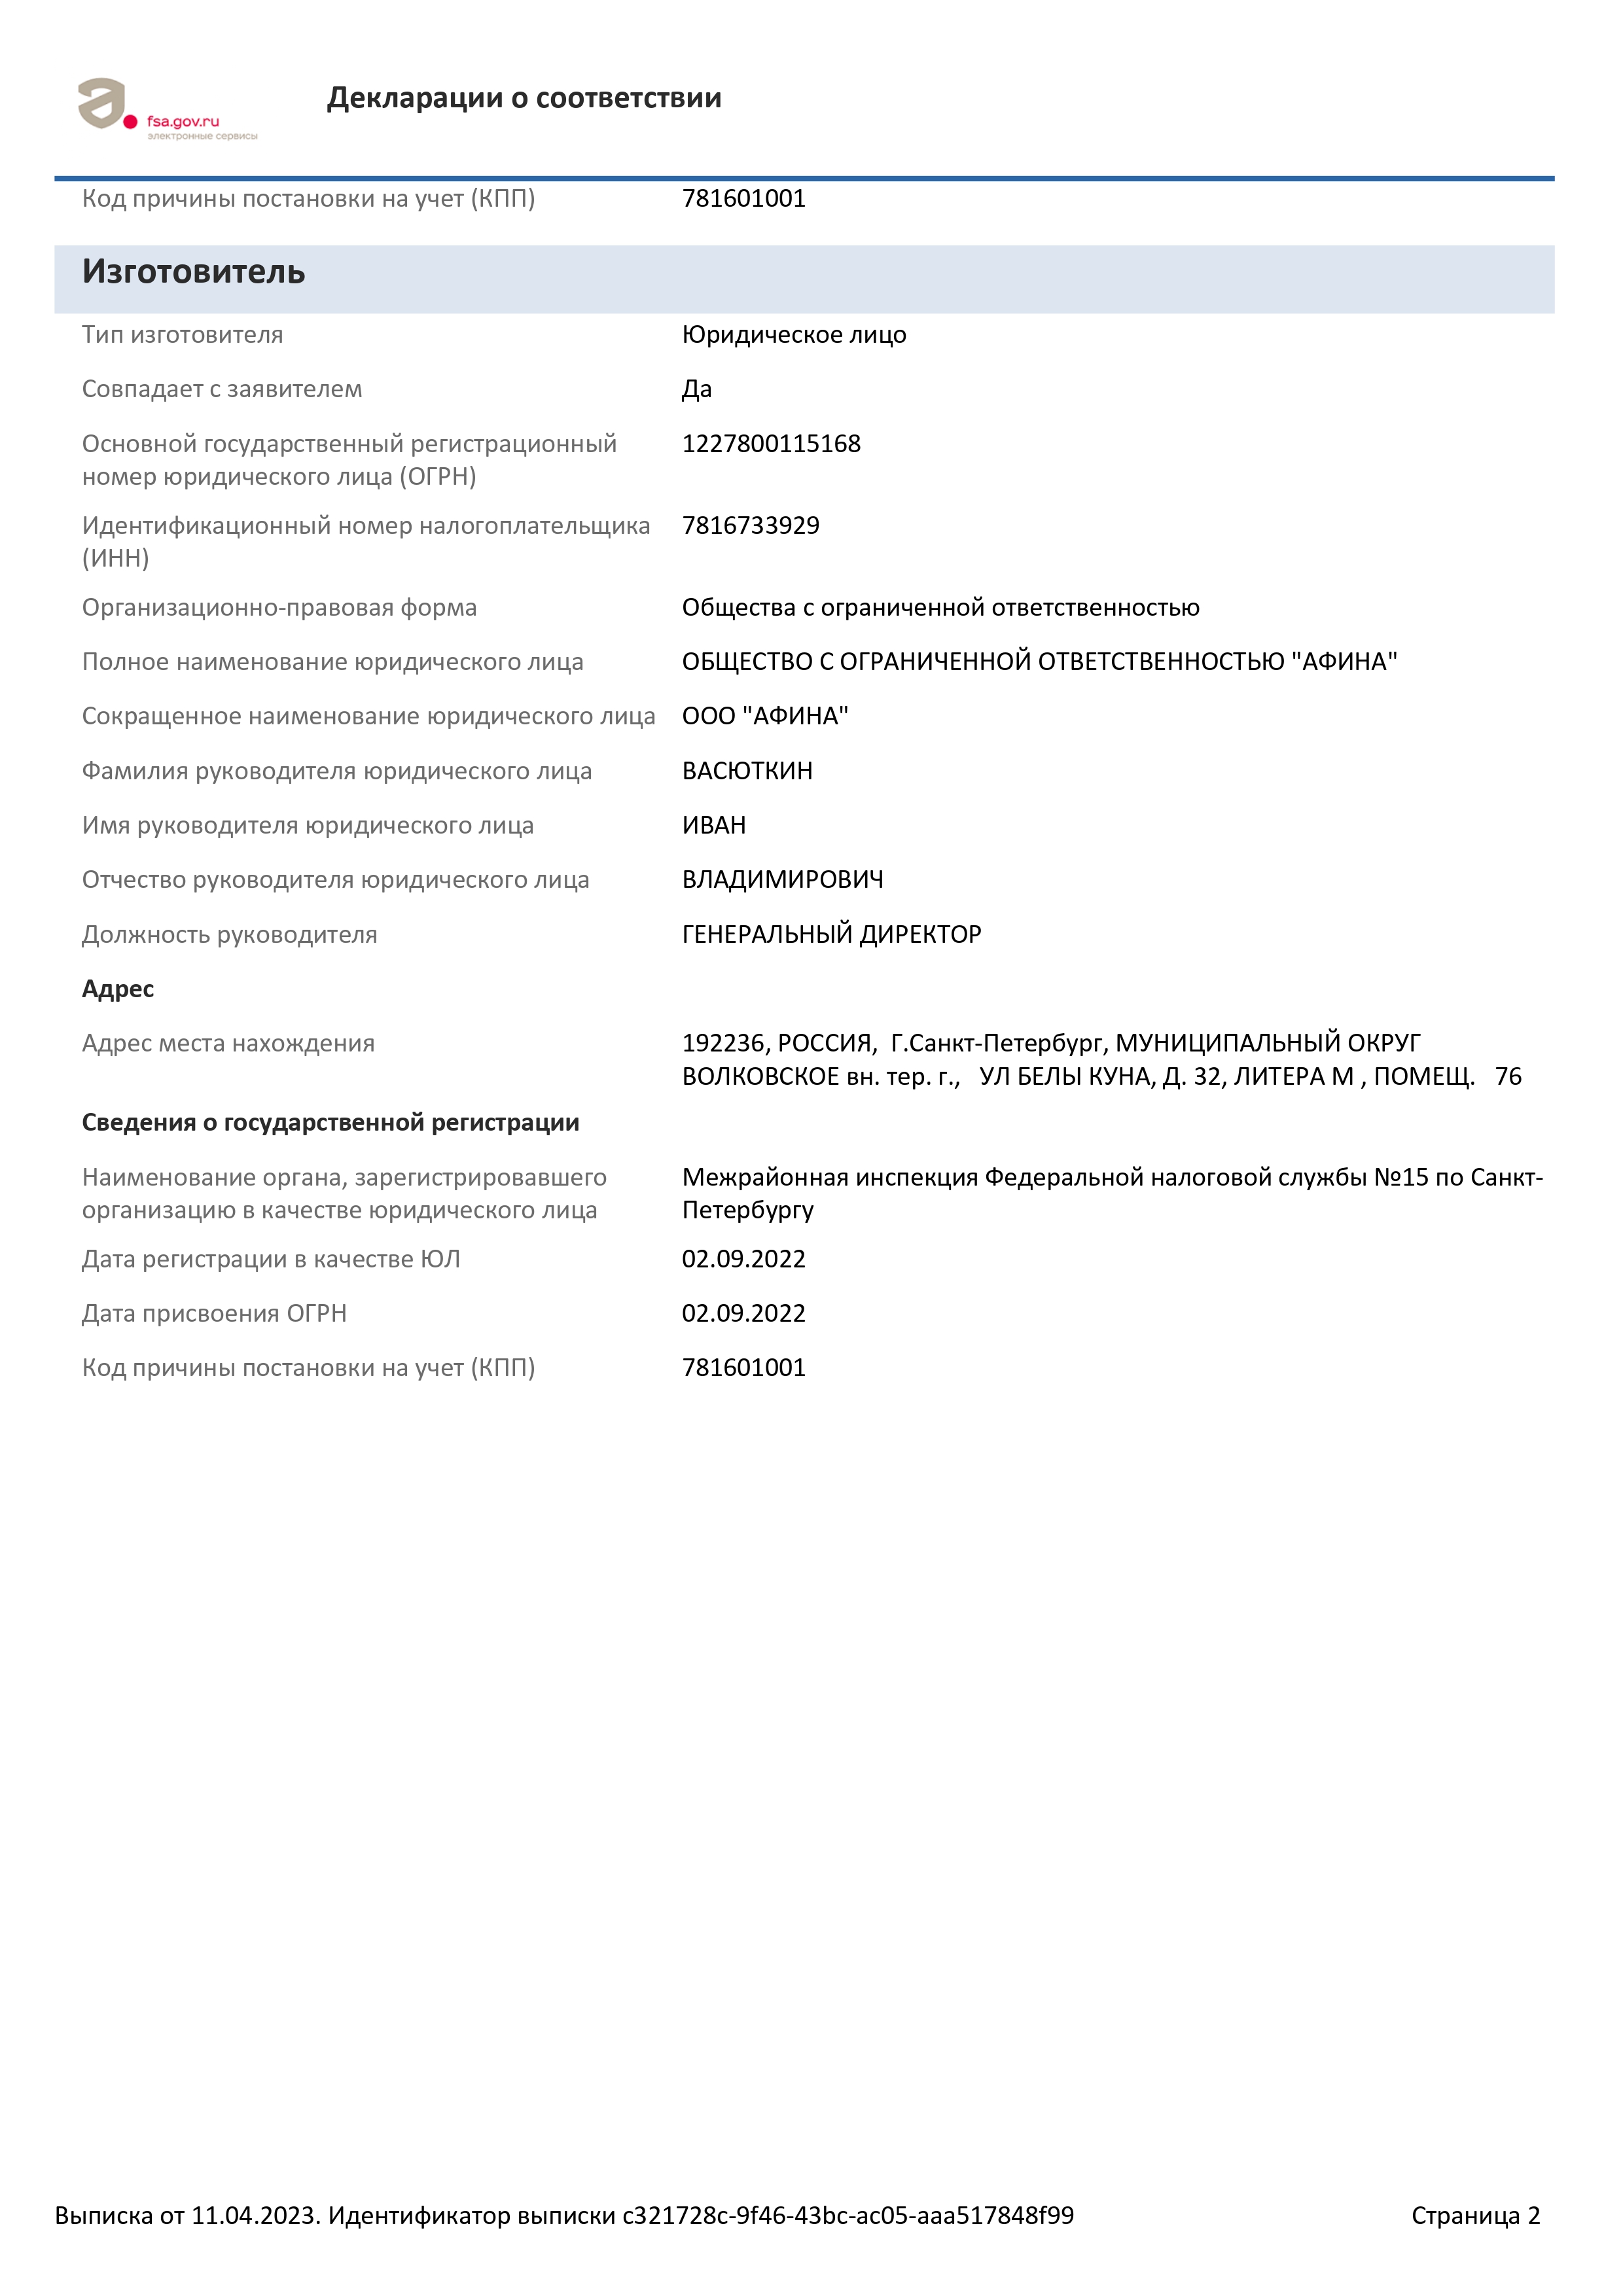 Декларации о соответствии
fsa.gov.ru
электронные сервисы
Код причины постановки на учет (КПП) 781601001
Изготовитель
Тип изготовителя Юридическое лицо
Совпадает с заявителем Да
Основной государственный регистрационный 1227800115168
номер юридического лица (ОГРН)
Идентификационный номер налогоплательщика 7816733929
(ИНН)
Организационно-правовая форма Общества с ограниченной ответственностью
Полное наименование юридического лица ОБЩЕСТВО С ОГРАНИЧЕННОЙ ОТВЕТСТВЕННОСТЬЮ "АФИНА"
Сокращенное наименование юридического лица ООО "АФИНА"
Фамилия руководителя юридического лица ВАСЮТКИН
Имя руководителя юридического лица ИВАН
Отчество руководителя юридического лица ВЛАДИМИРОВИЧ
Должность руководителя ГЕНЕРАЛЬНЫЙ ДИРЕКТОР
Адрес
Адрес места нахождения 192236, РОССИЯ, Г.Санкт-Петербург, МУНИЦИПАЛЬНЫЙ ОКРУГ
ВОЛКОВСКОЕ вн. тер. г., УЛ БЕЛЫ КУНА, Д. 32, ЛИТЕРА М , ПОМЕЩ. 76
Сведения о государственной регистрации
Наименование органа, зарегистрировавшего Межрайонная инспекция Федеральной налоговой службы №15 по Санкт-
организацию в качестве юридического лица Петербургу
Дата регистрации в качестве ЮЛ 02.09.2022
Дата присвоения ОГРН 02.09.2022
Код причины постановки на учет (КПП) 781601001
Выписка от 11.04.2023. Идентификатор выписки c321728c-9f46-43bc-ac05-aaa517848f99 Страница 2